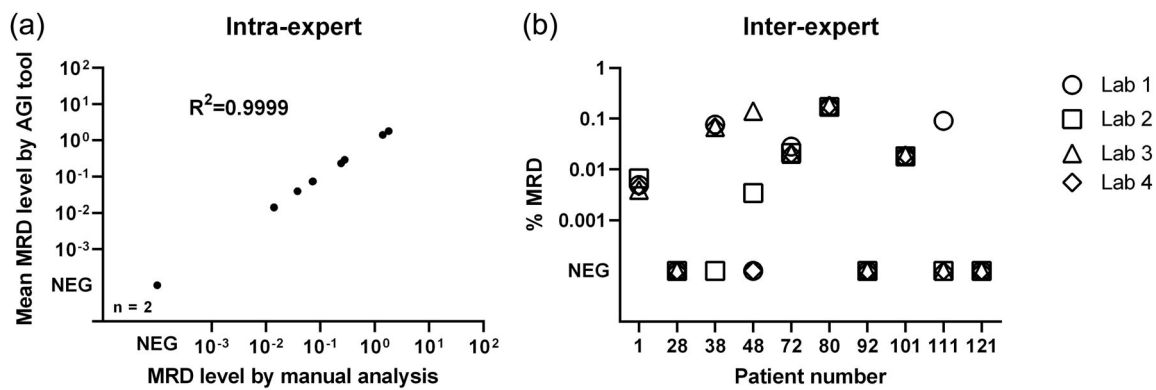 (a)
Intra-expert
Mean MRD level by AGI tool
10²
10¹
10⁰
10⁻¹
10⁻²
10⁻³
NEG
R²=0.9999
n = 2
NEG 10⁻³ 10⁻² 10⁻¹ 10⁰ 10¹ 10²
MRD level by manual analysis
(b)
Inter-expert
% MRD
1
0.1
0.01
0.001
NEG
1 28 38 48 72 80 92 101 111 121
Patient number
Lab 1
Lab 2
Lab 3
Lab 4